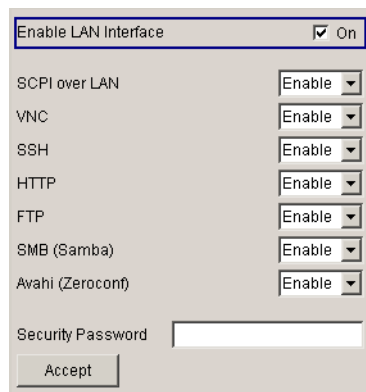 Enable LAN Interface On
SCPI over LAN Enable
VNC Enable
SSH Enable
HTTP Enable
FTP Enable
SMB (Samba) Enable
Avahi (Zeroconf) Enable
Security Password
Accept